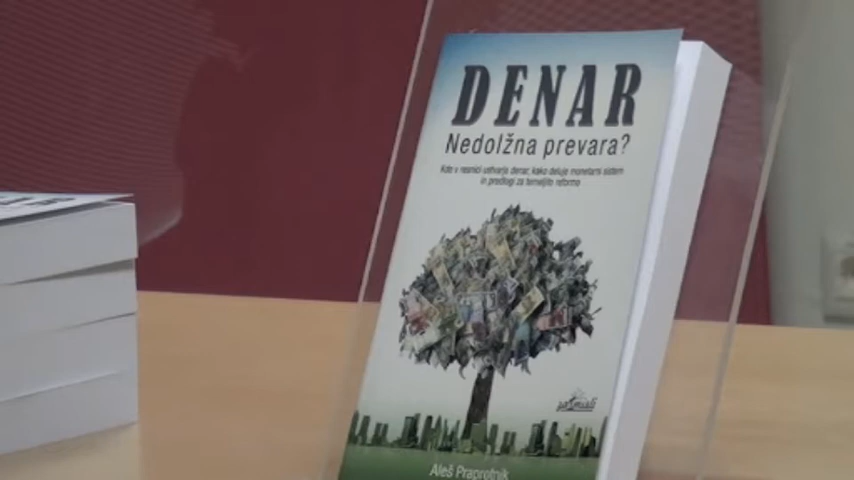 DENAR
Nedolžna prevara?
Kdo v resnici ustvarja denar, kako deluje monetarni sistem
in predlogi za temeljito reformo
Aleš Praprotnik